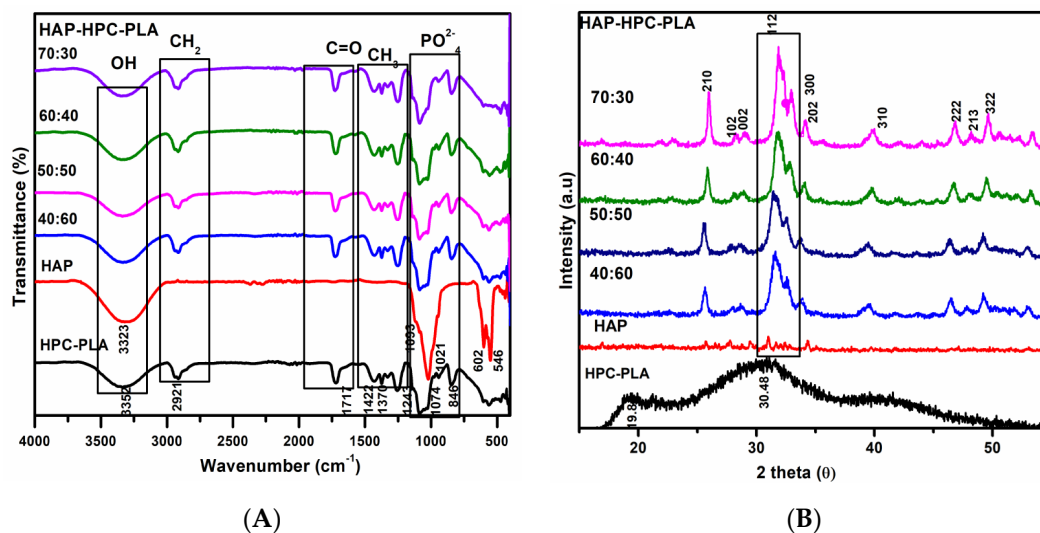 HAP-HPC-PLA
70:30
60:40
50:50
40:60
HAP
HPC-PLA
OH
CH2
C=O
CH3
PO2-4
3323
3352
2921
1717
1422
1370
1243
1093
1074
1021
846
602
546
Transmittance (%)
4000 3500 3000 2500 2000 1500 1000 500
Wavenumber (cm-1)
(A)
HAP-HPC-PLA
112
210
102
002
300
202
310
222
213
322
70:30
60:40
50:50
40:60
HAP
HPC-PLA
30.48
Intensity (a.u)
20 30 40 50
2 theta (θ)
(B)